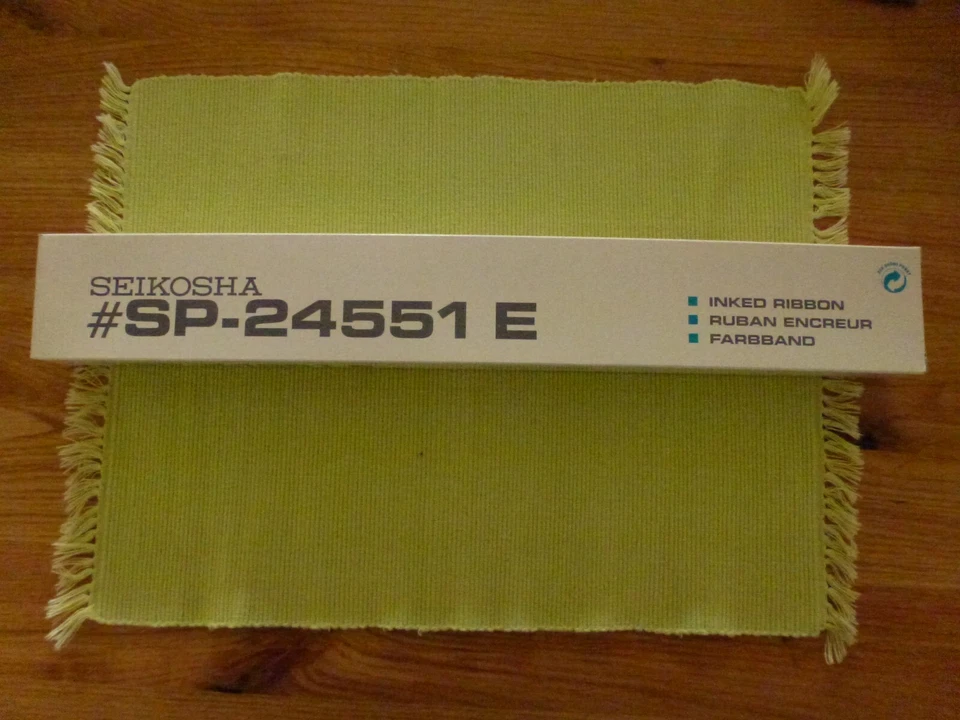 SEIKOSHA
#SP-24551 E
INKED RIBBON
RUBAN ENCREUR
FARBBAND